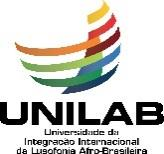 UNILAB
Universidade da
Integração Internacional
da Lusofonia Afro-Brasileira